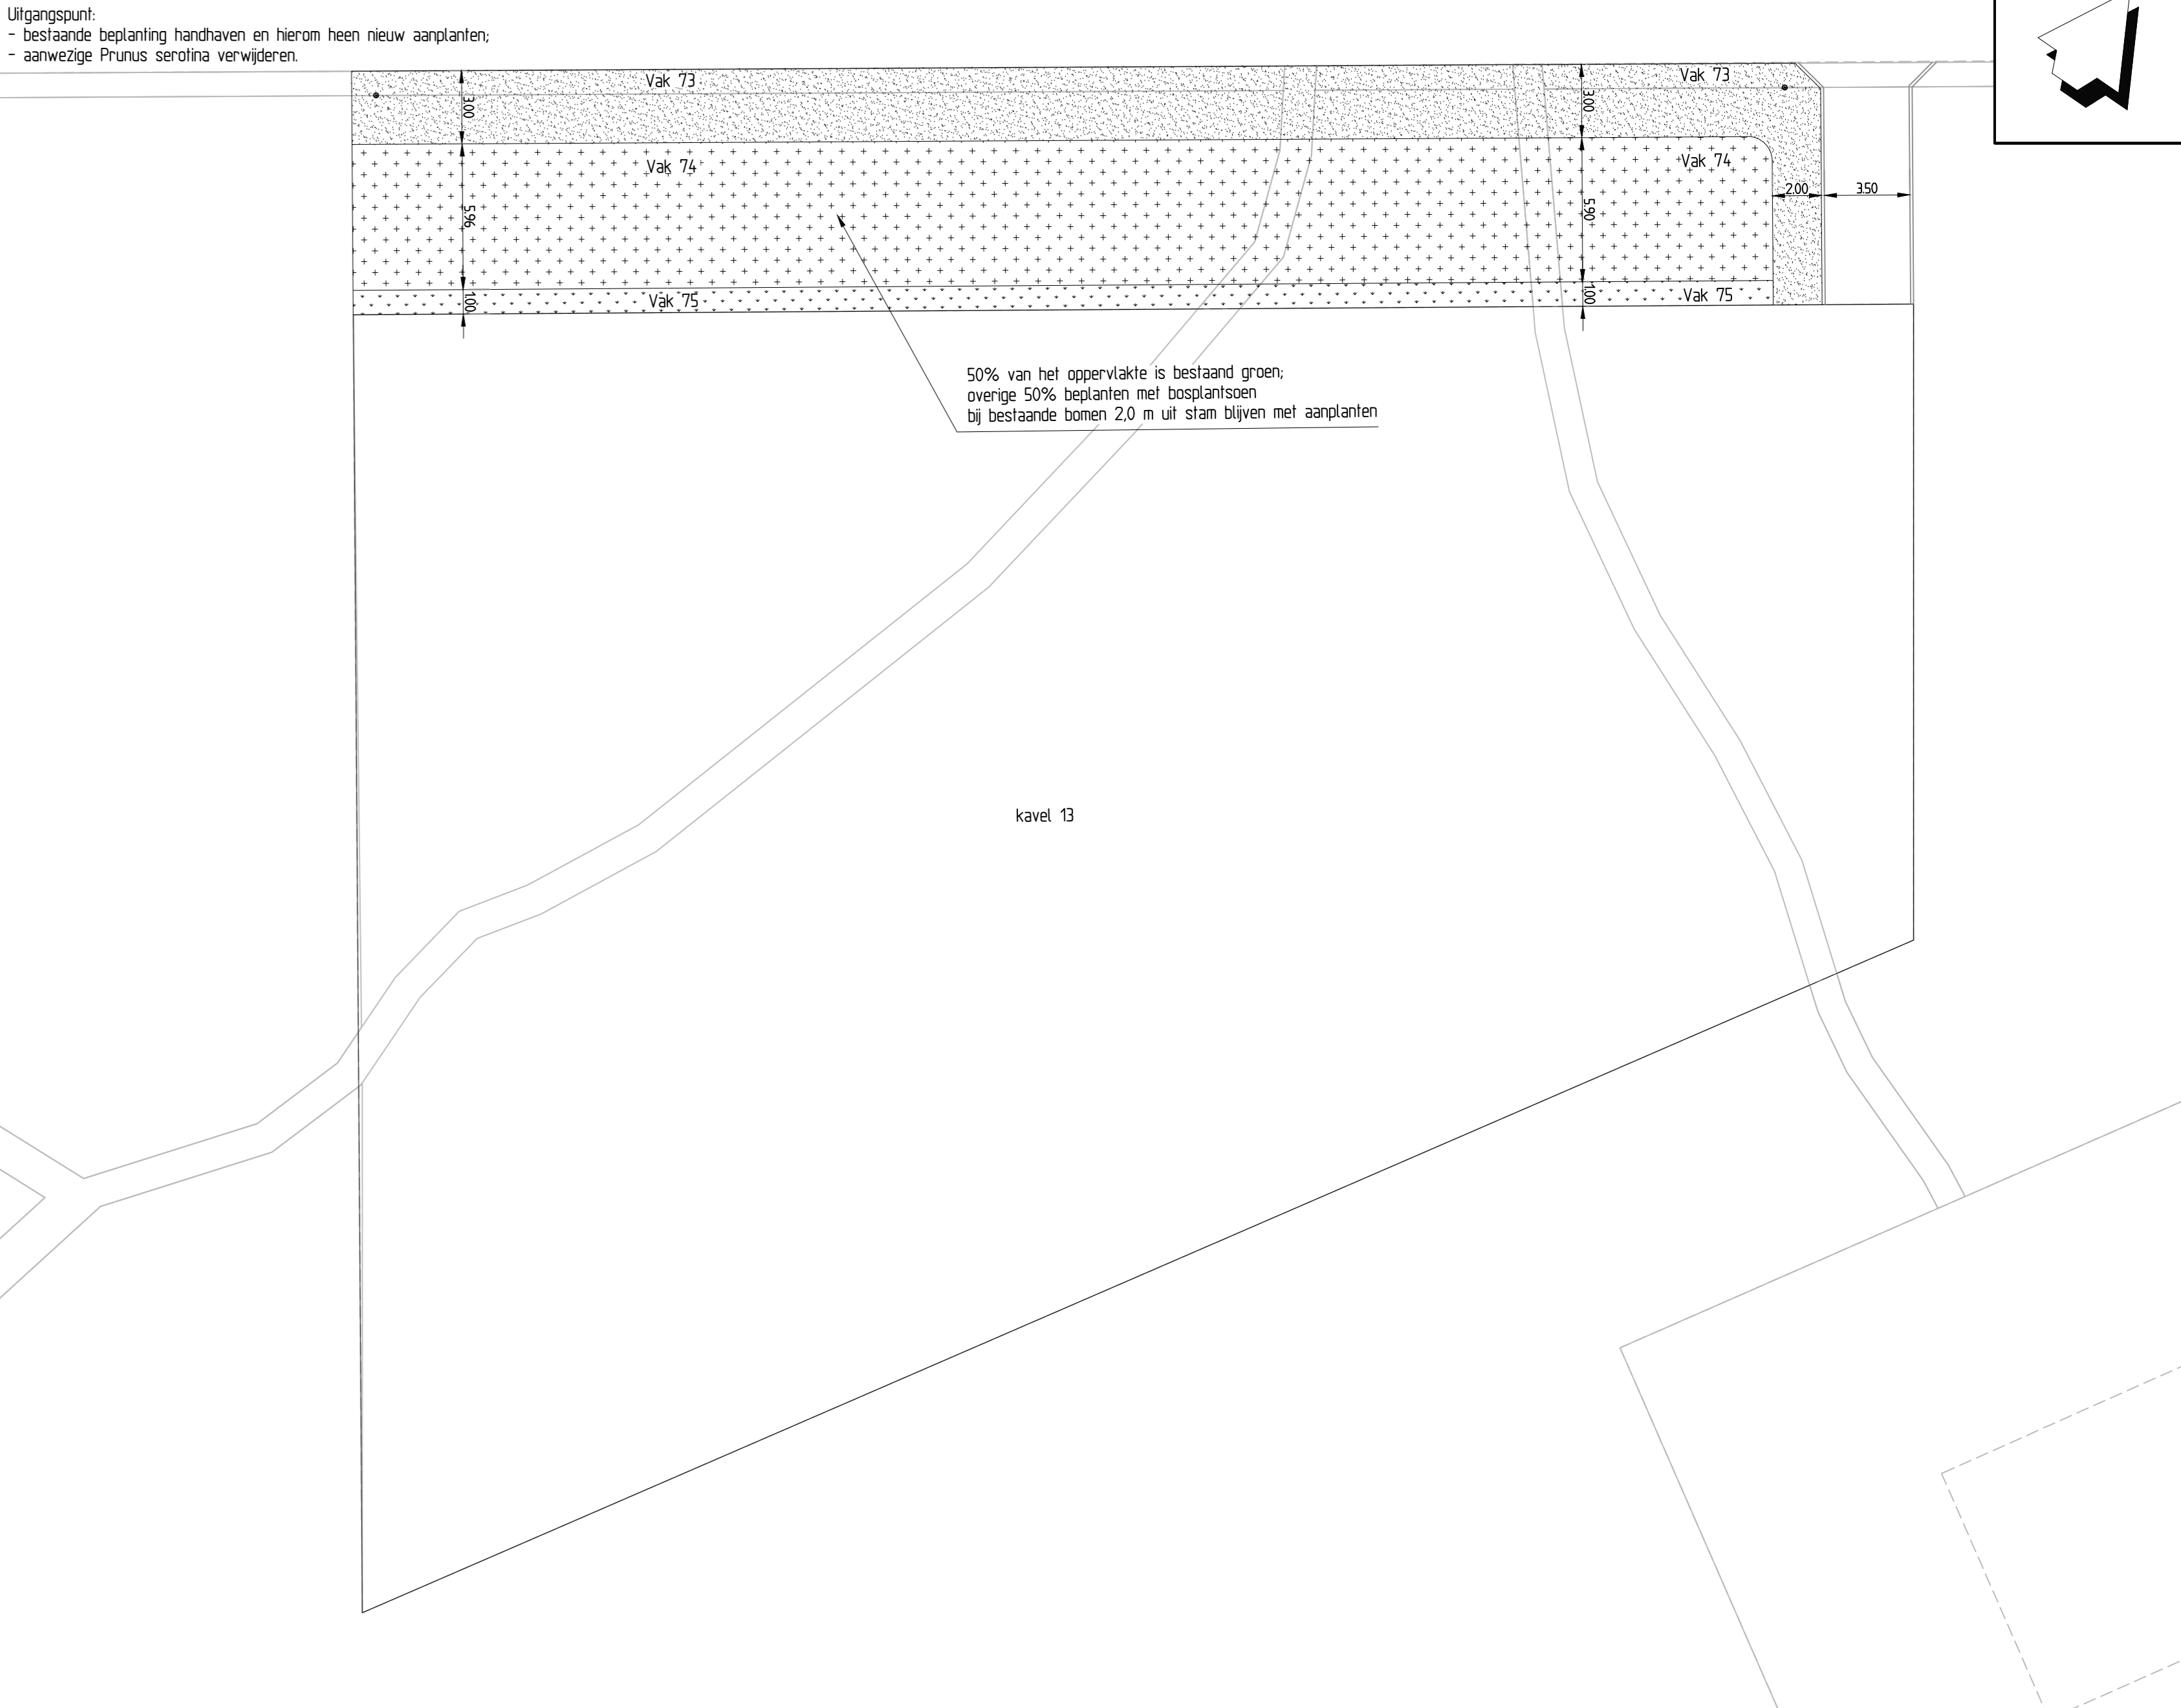 Uitgangspunt:
- bestaande beplanting handhaven en hierom heen nieuw aanplanten;
- aanwezige Prunus serotina verwijderen.
Vak 73
Vak 73
3.00
3.00
Vak 74
Vak 74
5.96
5.90
2.00
3.50
Vak 75
Vak 75
1.00
1.00
50% van het oppervlakte is bestaand groen;
overige 50% beplanten met bosplantsoen
bij bestaande bomen 2,0 m uit stam blijven met aanplanten
kavel 13